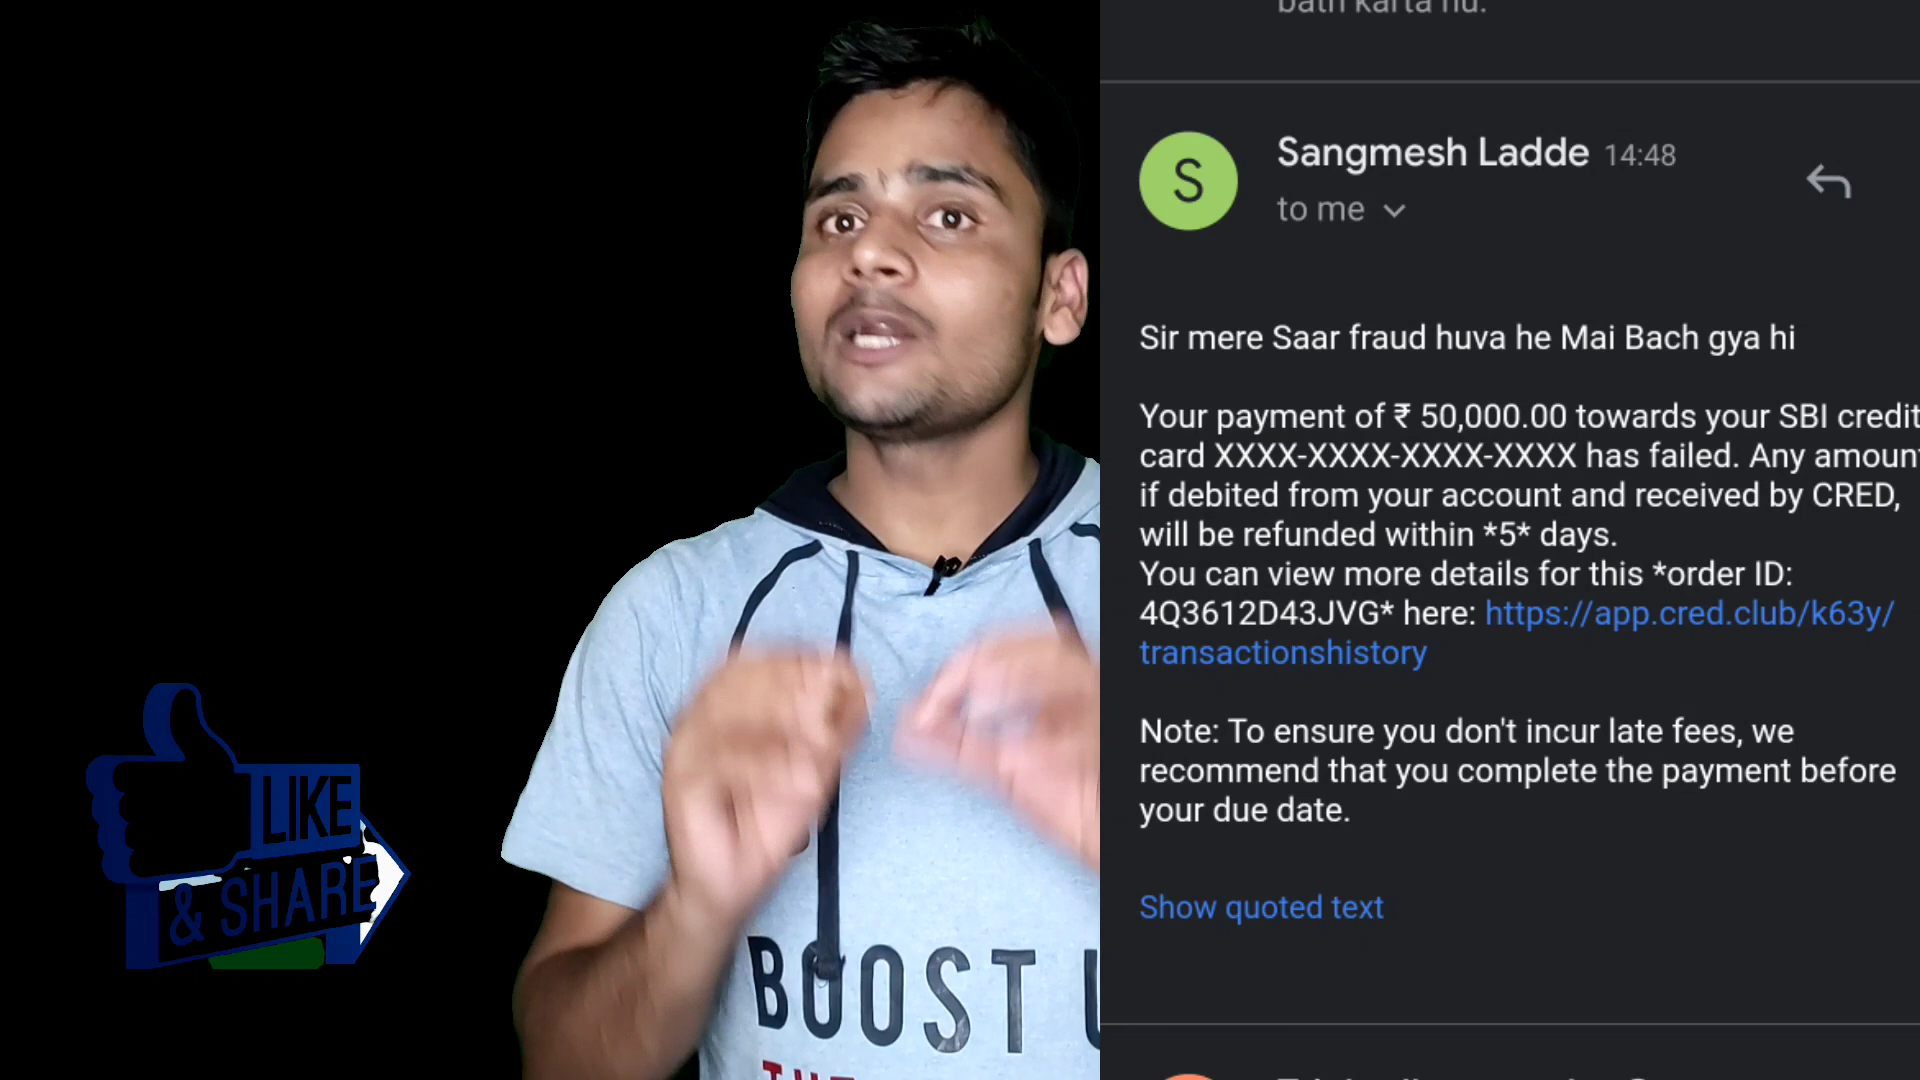 bath karta hu.
Sangmesh Ladde 14:48
to me
S
Sir mere Saar fraud huva he Mai Bach gya hi
Your payment of ₹ 50,000.00 towards your SBI credit
card XXXX-XXXX-XXXX-XXXX has failed. Any amoun
if debited from your account and received by CRED,
will be refunded within *5* days.
You can view more details for this *order ID:
4Q3612D43JVG* here: https://app.cred.club/k63y/
transactionshistory
Note: To ensure you don't incur late fees, we
recommend that you complete the payment before
your due date.
Show quoted text
LIKE
& SHARE
BOOST